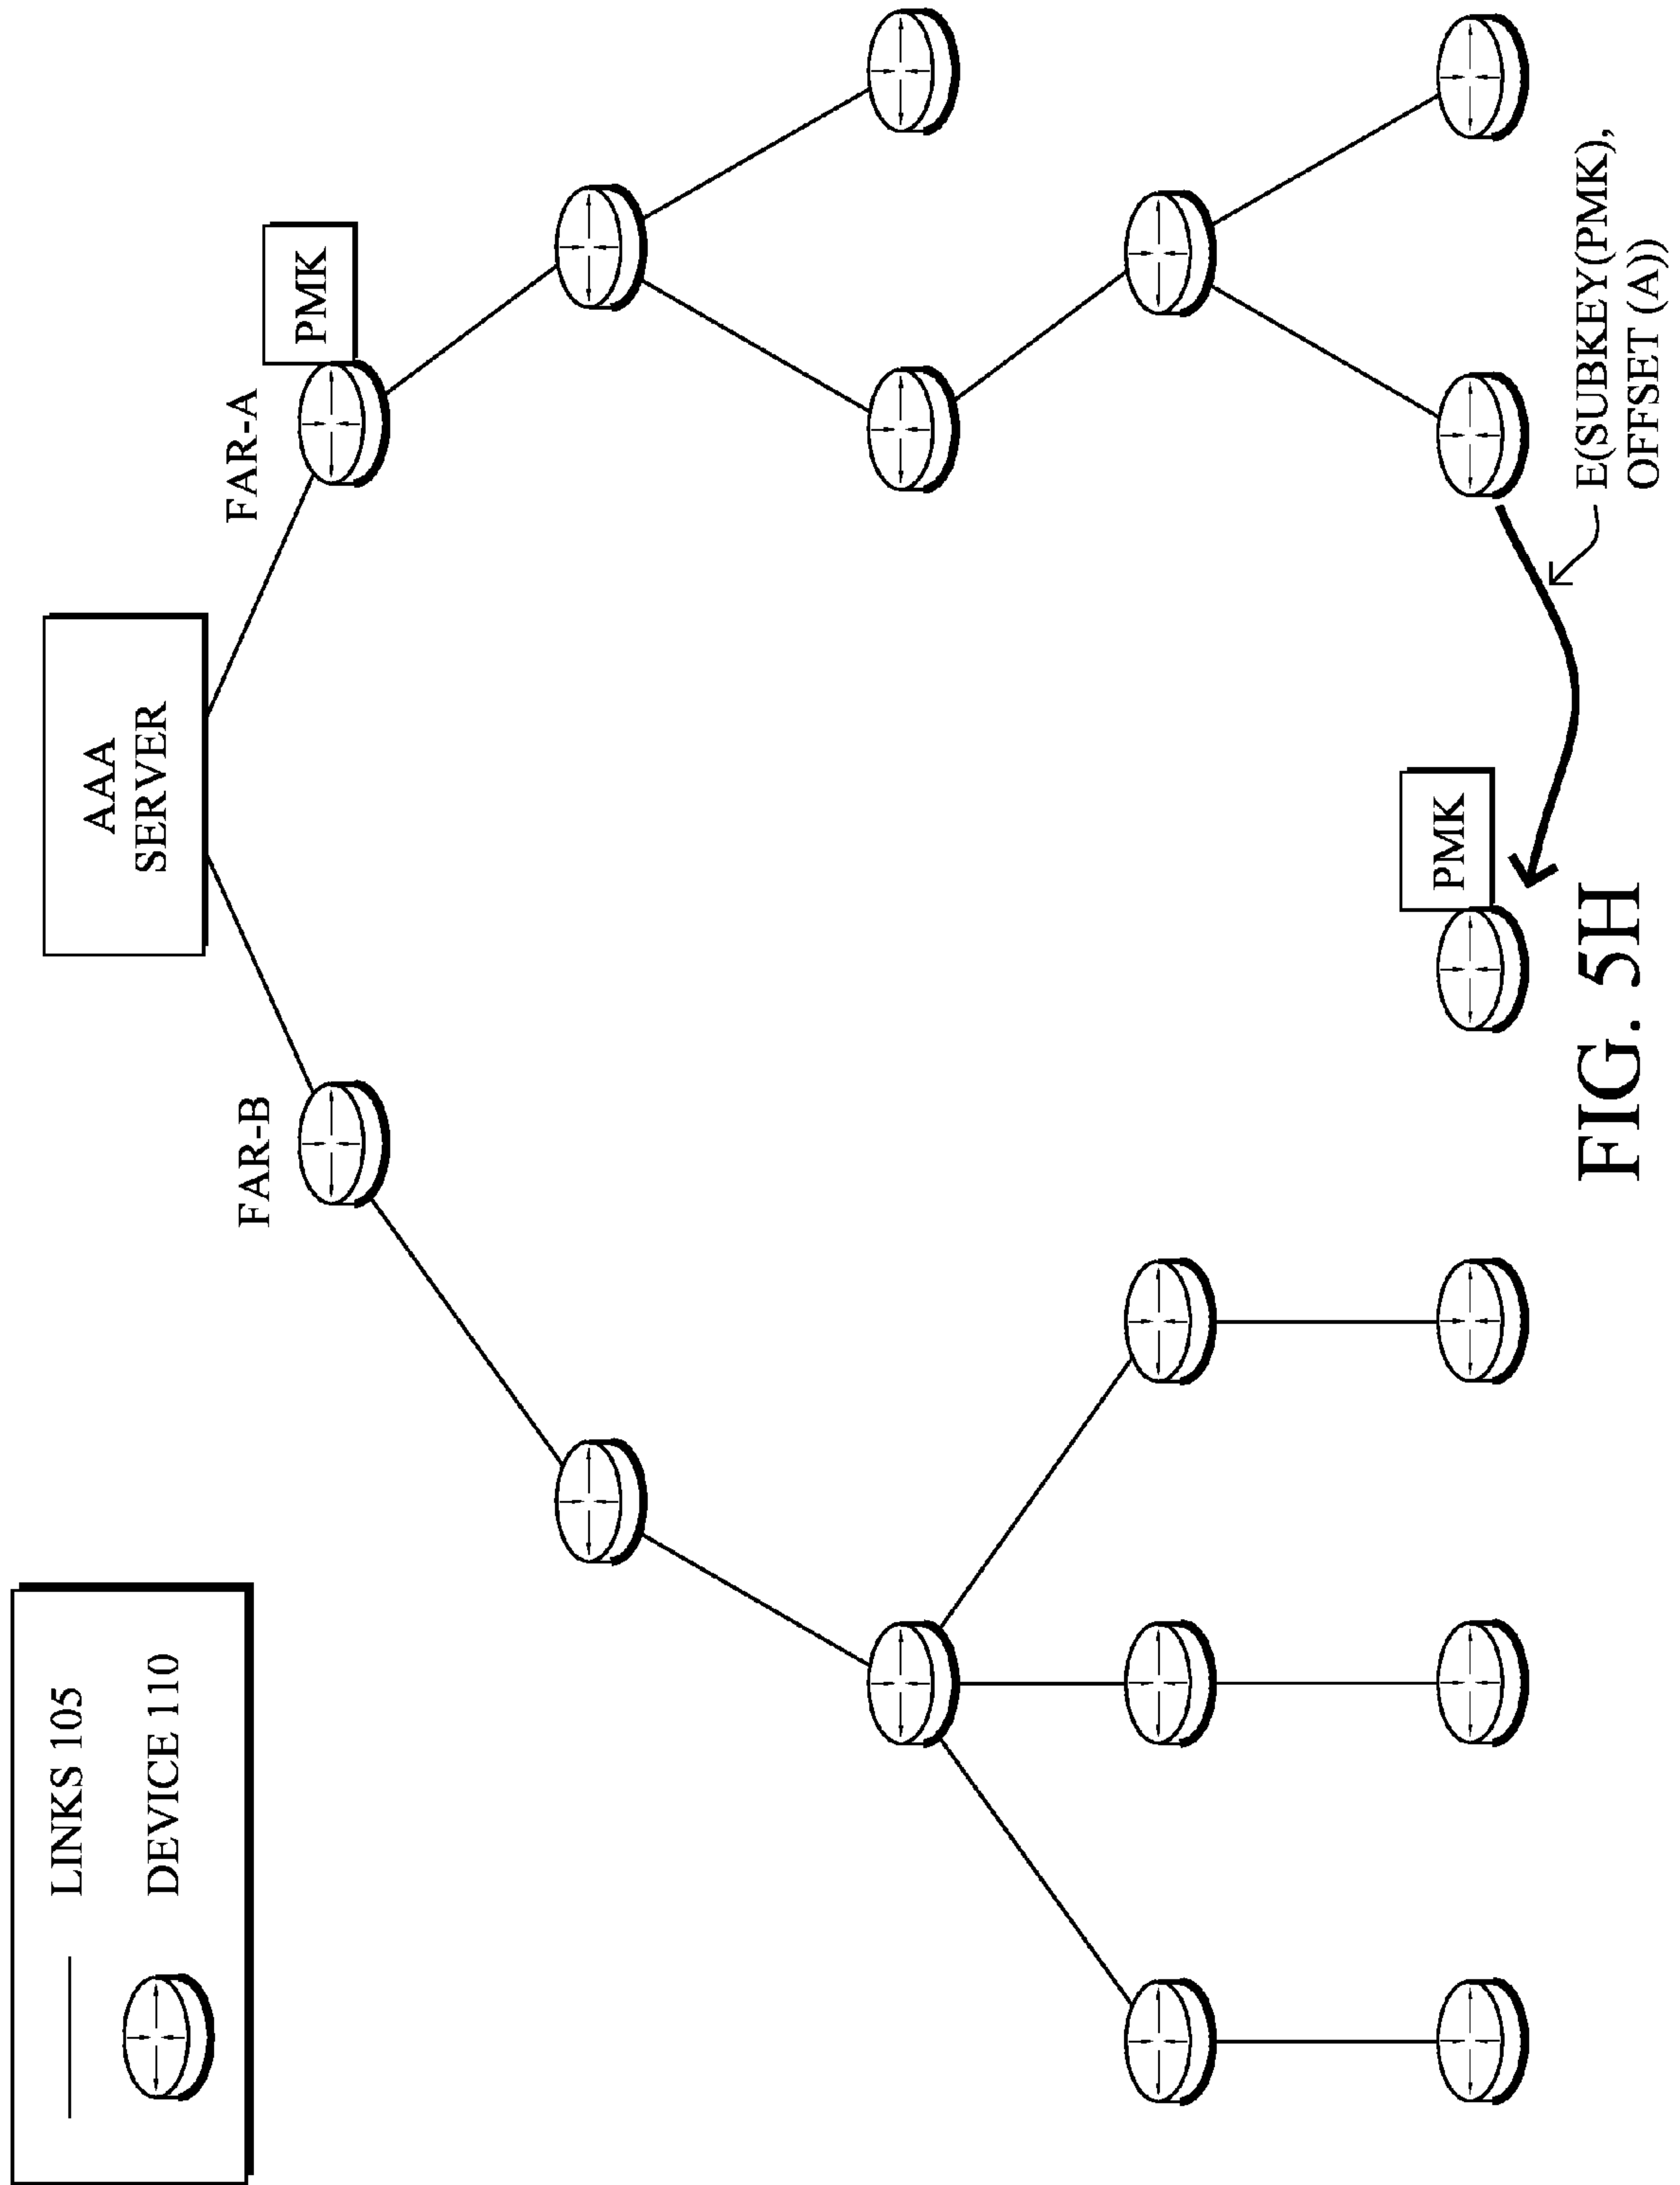 LINKS 105
DEVICE 110
AAA
SERVER
FAR-B
FAR-A
PMK
PMK
E(SUBKEY(PMK),
OFFSET (A))
FIG. 5H